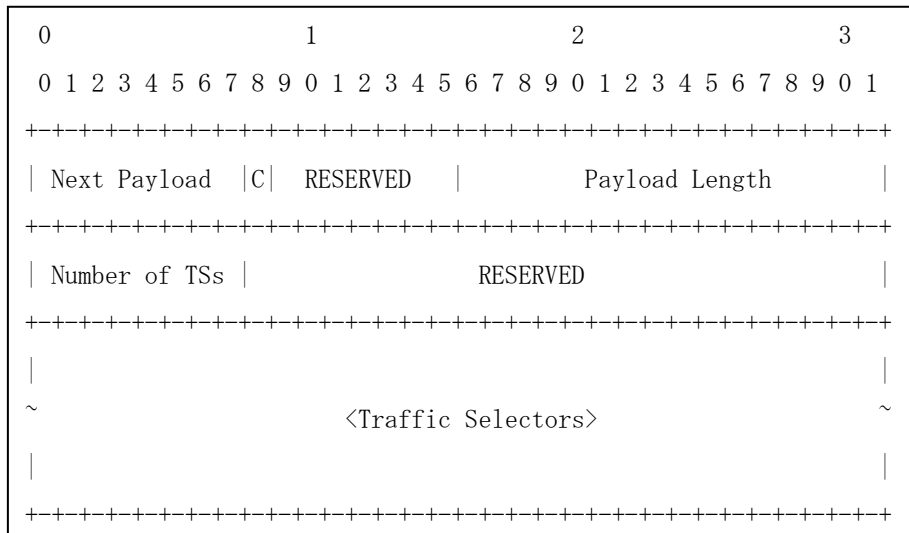 0                   1                   2                   3
 0 1 2 3 4 5 6 7 8 9 0 1 2 3 4 5 6 7 8 9 0 1 2 3 4 5 6 7 8 9 0 1
+-+-+-+-+-+-+-+-+-+-+-+-+-+-+-+-+-+-+-+-+-+-+-+-+-+-+-+-+-+-+-+-+
| Next Payload  |C|  RESERVED   |         Payload Length        |
+-+-+-+-+-+-+-+-+-+-+-+-+-+-+-+-+-+-+-+-+-+-+-+-+-+-+-+-+-+-+-+-+
| Number of TSs |                 RESERVED                      |
+-+-+-+-+-+-+-+-+-+-+-+-+-+-+-+-+-+-+-+-+-+-+-+-+-+-+-+-+-+-+-+-+
|                                                               |
~                       <Traffic Selectors>                     ~
|                                                               |
+-+-+-+-+-+-+-+-+-+-+-+-+-+-+-+-+-+-+-+-+-+-+-+-+-+-+-+-+-+-+-+-+